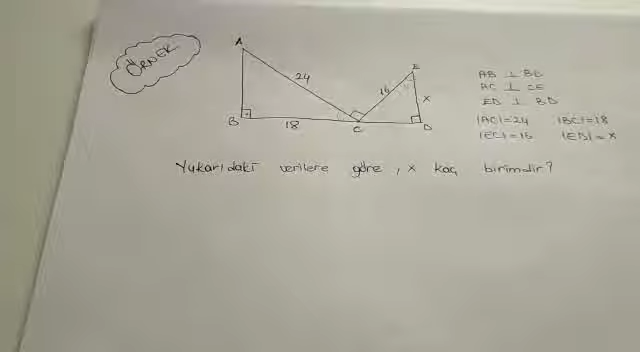 ÖRNEK
A
24
B
18
C
16
E
x
D
AB ⊥ BD
AC ⊥ CE
ED ⊥ BD
|AC|=24 |BC|=18
|EC|=16 |ED|=x
Yukarıdaki verilere göre, x kaç birimdir?